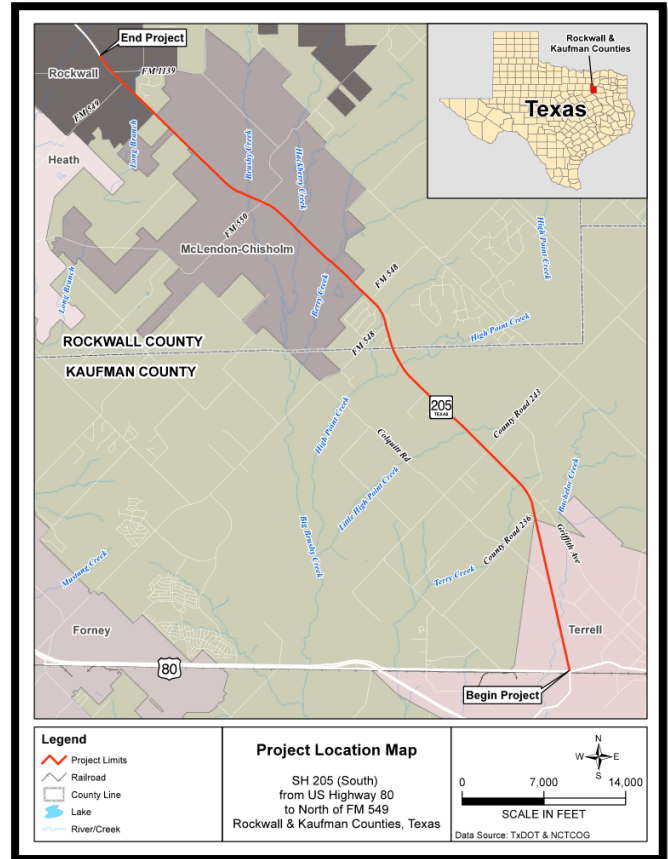 End Project
Rockwall &
Kaufman Counties
Texas
Rockwall
FM 1139
FM 549
Heath
Long Branch
Brushy Creek
Hackberry Creek
FM 550
McLendon-Chisholm
High Point Creek
Long Branch
Berry Creek
FM 548
High Point Creek
ROCKWALL COUNTY
FM 548
KAUFMAN COUNTY
205
TEXAS
County Road 243
High Point Creek
Colquitt Rd
Bachelor Creek
Little High Point Creek
Big Brushy Creek
County Road 236
Griffith Ave
Mustang Creek
Terry Creek
Forney
Terrell
80
Begin Project
Legend
Project Limits
Railroad
County Line
Lake
River/Creek
Project Location Map
SH 205 (South)
from US Highway 80
to North of FM 549
Rockwall & Kaufman Counties, Texas
N
W E
S
0 7,000 14,000
SCALE IN FEET
Data Source: TxDOT & NCTCOG